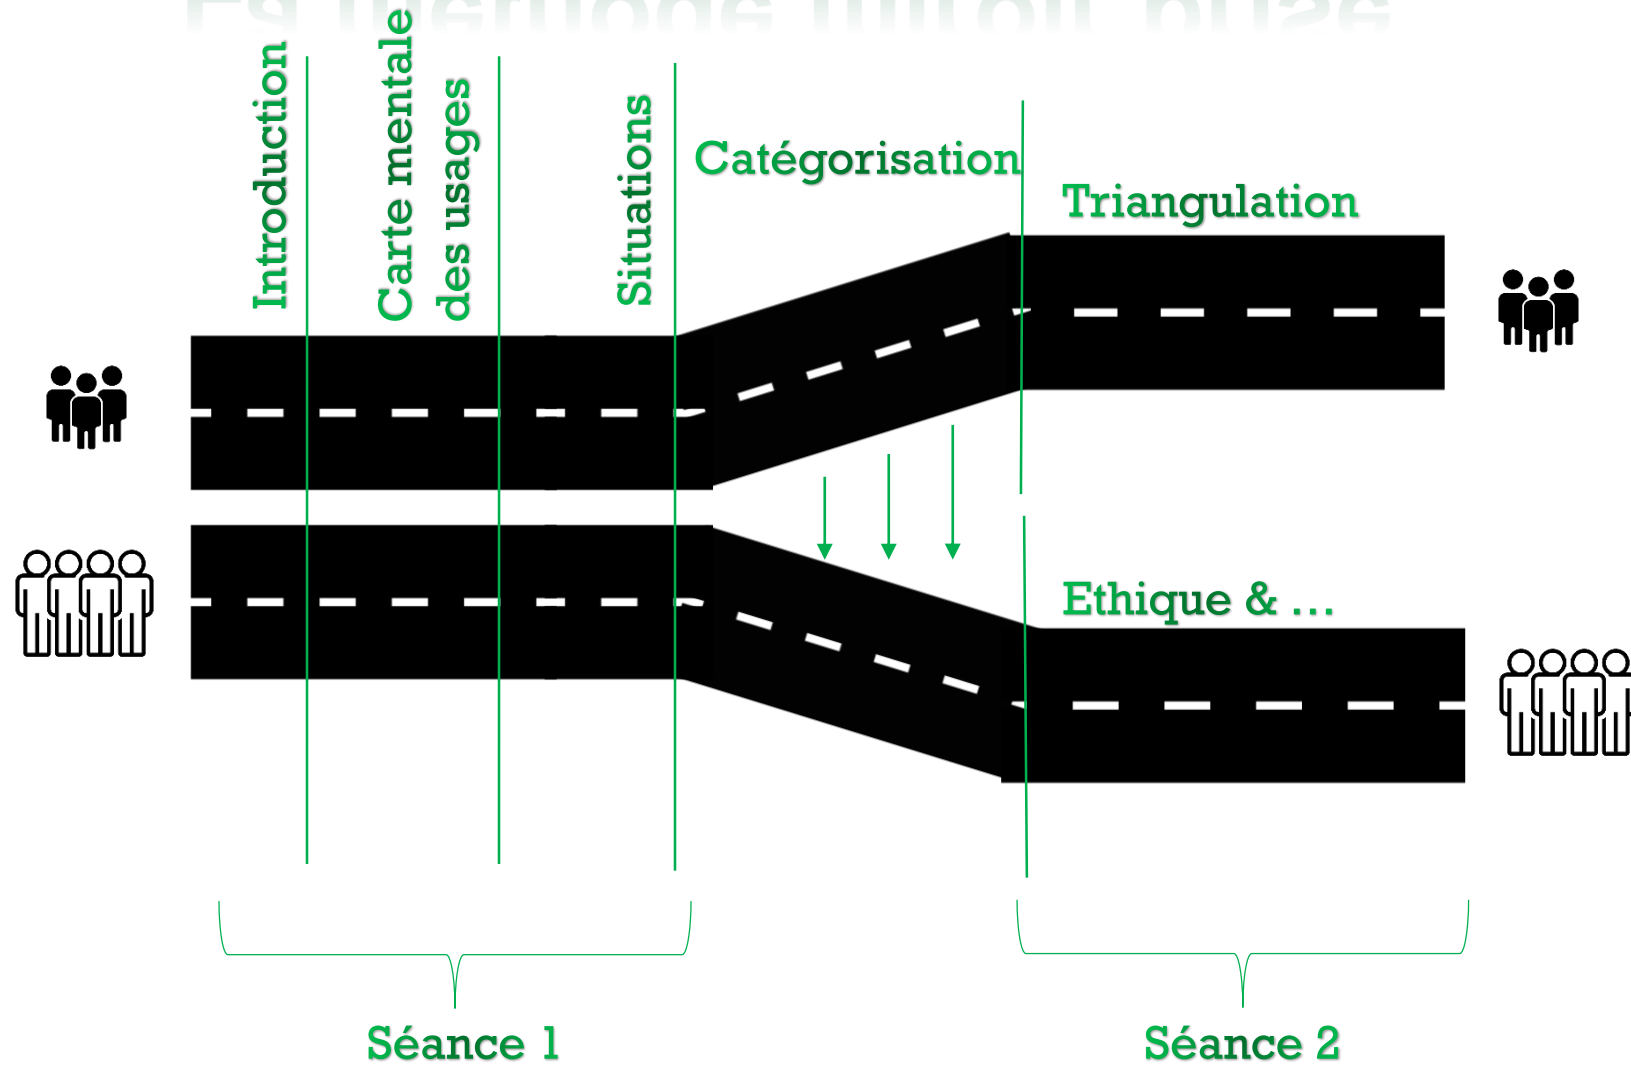 Introduction
Carte mentale
des usages
Situations
Catégorisation
Triangulation
Ethique & ...
Séance 1
Séance 2